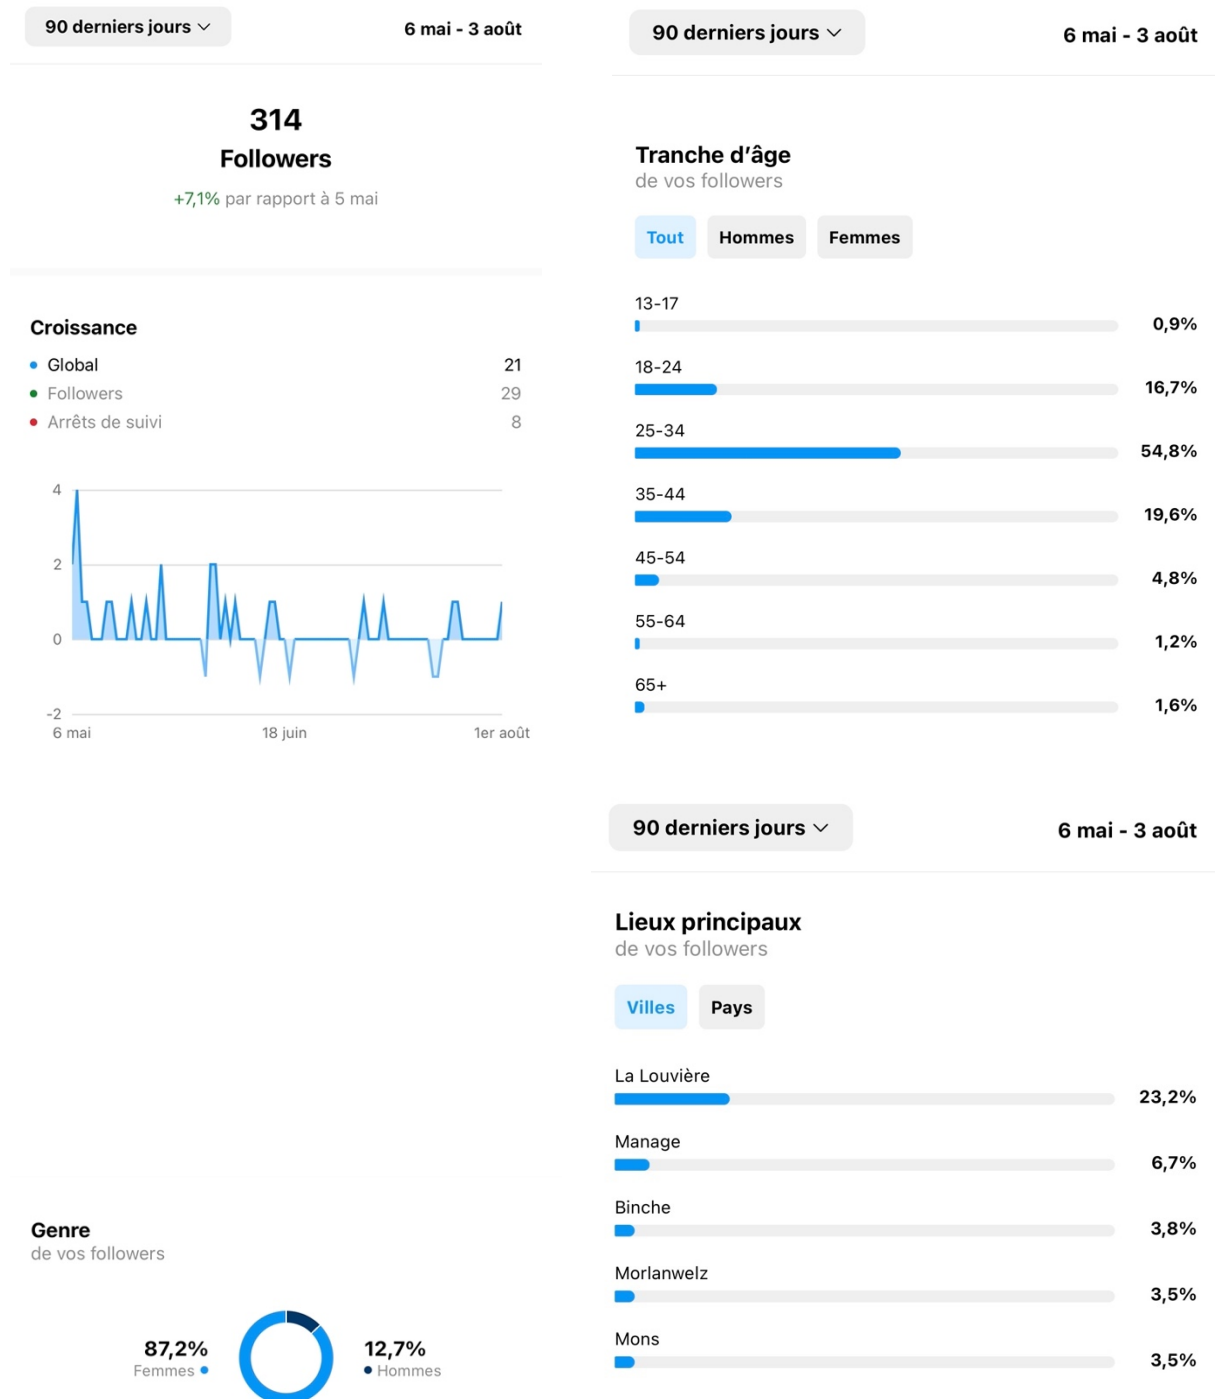 90 derniers jours
6 mai - 3 août
314
Followers
+7,1% par rapport à 5 mai
Croissance
Global 21
Followers 29
Arrêts de suivi 8
4
2
0
-2
6 mai 18 juin 1er août
Genre
de vos followers
87,2%
Femmes
12,7%
Hommes
90 derniers jours
6 mai - 3 août
Tranche d’âge
de vos followers
Tout Hommes Femmes
13-17
0,9%
18-24
16,7%
25-34
54,8%
35-44
19,6%
45-54
4,8%
55-64
1,2%
65+
1,6%
90 derniers jours
6 mai - 3 août
Lieux principaux
de vos followers
Villes Pays
La Louvière
23,2%
Manage
6,7%
Binche
3,8%
Morlanwelz
3,5%
Mons
3,5%